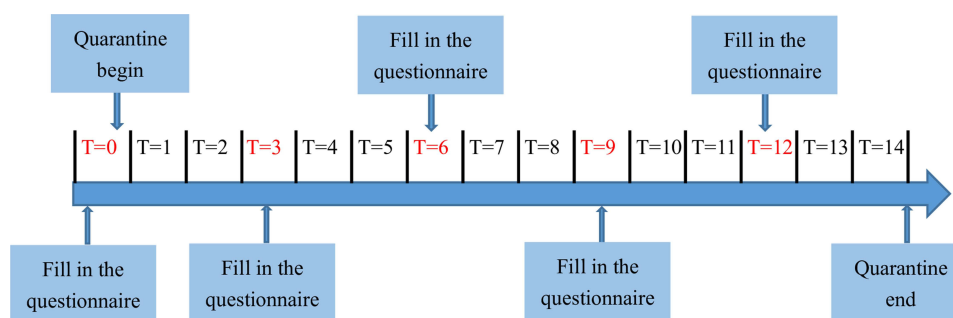 Quarantine
begin
Fill in the
questionnaire
Fill in the
questionnaire
T=0 T=1 T=2 T=3 T=4 T=5 T=6 T=7 T=8 T=9 T=10 T=11 T=12 T=13 T=14
Fill in the
questionnaire
Fill in the
questionnaire
Fill in the
questionnaire
Quarantine
end